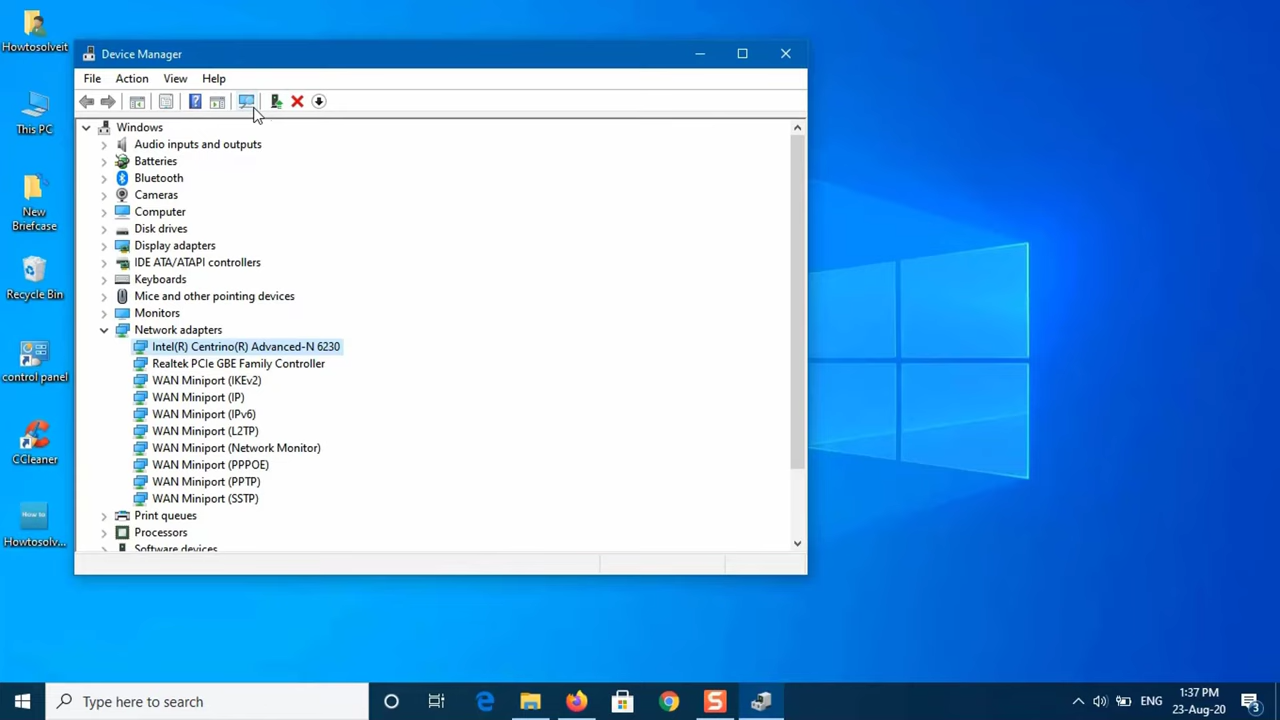 Howtosolveit
This PC
New
Briefcase
Recycle Bin
control panel
CCleaner
How to
Howtosolv...
Device Manager
File Action View Help
Windows
Audio inputs and outputs
Batteries
Bluetooth
Cameras
Computer
Disk drives
Display adapters
IDE ATA/ATAPI controllers
Keyboards
Mice and other pointing devices
Monitors
Network adapters
Intel(R) Centrino(R) Advanced-N 6230
Realtek PCIe GBE Family Controller
WAN Miniport (IKEv2)
WAN Miniport (IP)
WAN Miniport (IPv6)
WAN Miniport (L2TP)
WAN Miniport (Network Monitor)
WAN Miniport (PPPOE)
WAN Miniport (PPTP)
WAN Miniport (SSTP)
Print queues
Processors
Software devices
Type here to search
S
ENG
1:37 PM
23-Aug-20
3